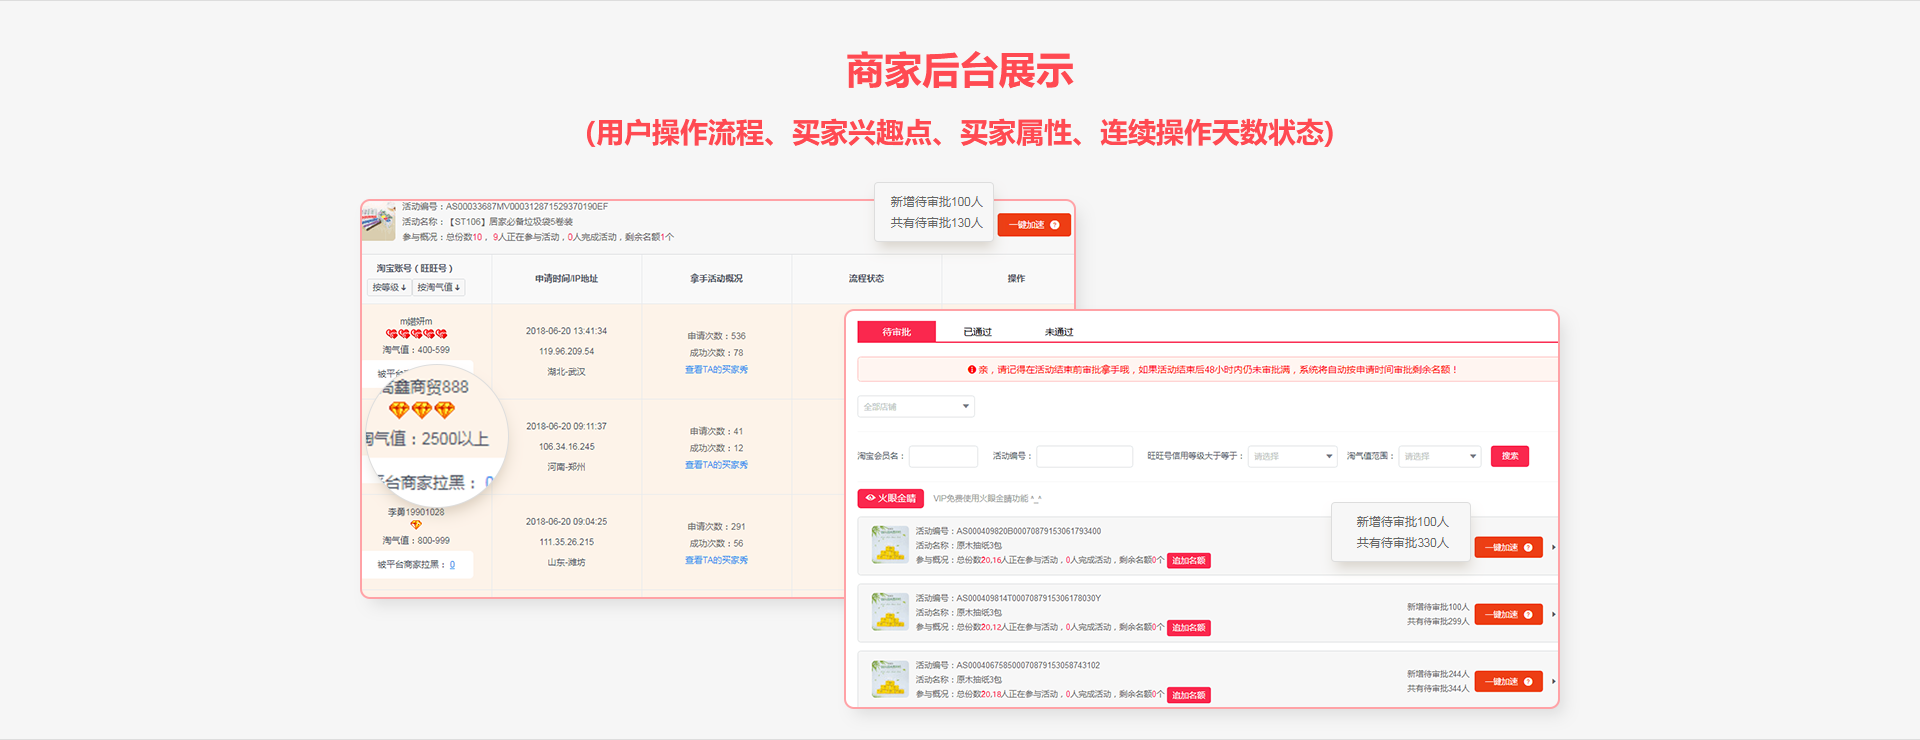 商家后台展示
(用户操作流程、买家兴趣点、买家属性、连续操作天数状态)
活动编号：AS00033687MV000312871529370190EF
活动名称：【ST106】居家必备垃圾袋5卷装
参与概况：总份数10，9人正在参与活动，0人完成活动，剩余名额1个
新增待审批100人
共有待审批130人
一键加速
淘宝账号（旺旺号）
按等级↓ 按淘气值↓
申请时间/IP地址
拿手活动概况
流程状态
操作
淘气值：400-599
2018-06-20 13:41:34
119.96.209.54
湖北-武汉
申请次数：536
成功次数：78
查看TA的买家秀
鑫商贸888
气值：2500以上
台商家拉黑：0
2018-06-20 09:11:37
106.34.16.245
河南-郑州
申请次数：41
成功次数：12
查看TA的买家秀
李勇19901028
淘气值：800-999
被平台商家拉黑：0
2018-06-20 09:04:25
111.35.26.215
山东-潍坊
申请次数：291
成功次数：56
查看TA的买家秀
待审批
已通过
未通过
亲，请记得在活动结束前审批拿手哦，如果活动结束后48小时内仍未审批满，系统将自动按申请时间审批剩余名额！
全部店铺
淘宝会员名：
活动编号：
旺旺号信用等级大于等于：
请选择
淘气值范围：
请选择
搜索
火眼金睛
VIP免费使用火眼金睛功能 ^_^
活动编号：AS000409820B00070879153061793400
活动名称：原木抽纸3包
参与概况：总份数20,16人正在参与活动，0人完成活动，剩余名额0个 追加名额
新增待审批100人
共有待审批330人
一键加速
活动编号：AS000409814T0007087915306178030Y
活动名称：原木抽纸3包
参与概况：总份数20,12人正在参与活动，0人完成活动，剩余名额0个 追加名额
新增待审批100人
共有待审批299人
一键加速
活动编号：AS000406758500070879153058743102
活动名称：原木抽纸3包
参与概况：总份数20,18人正在参与活动，0人完成活动，剩余名额0个 追加名额
新增待审批244人
共有待审批344人
一键加速